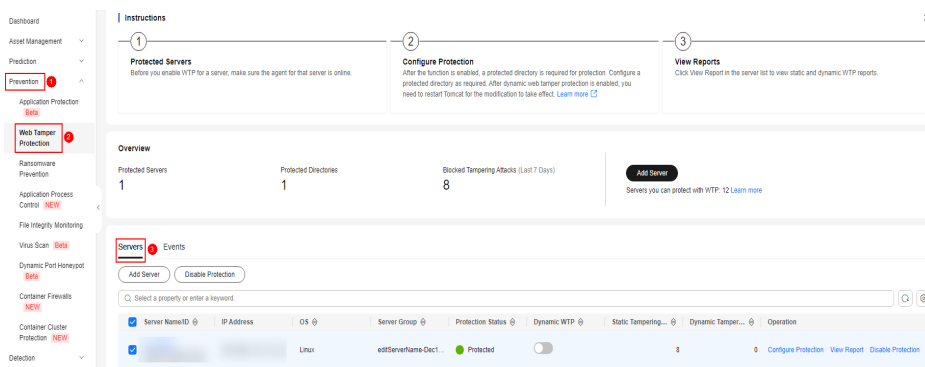 Dashboard
Asset Management
Prediction
Prevention 1
Application Protection
Beta
Web Tamper
Protection
2
Ransomware
Prevention
Application Process
Control NEW
File Integrity Monitoring
Virus Scan Beta
Dynamic Port Honeypot
Beta
Container Firewalls
NEW
Container Cluster
Protection NEW
Detection
Instructions
1
Protected Servers
Before you enable WTP for a server, make sure the agent for that server is online.
2
Configure Protection
After the function is enabled, a protected directory is required for protection. Configure a
protected directory as required. After dynamic web tamper protection is enabled, you
need to restart Tomcat for the modification to take effect. Learn more
3
View Reports
Click View Report in the server list to view static and dynamic WTP reports.
Overview
Protected Servers
1
Protected Directories
1
Blocked Tampering Attacks (Last 7 Days)
8
Add Server
Servers you can protect with WTP: 12 Learn more
Servers 3 Events
Add Server Disable Protection
Select a property or enter a keyword.
Server Name/ID IP Address OS Server Group Protection Status Dynamic WTP Static Tampering... Dynamic Tamper... Operation
Linux editServerName-Dec1... Protected 8 0 Configure Protection View Report Disable Protection